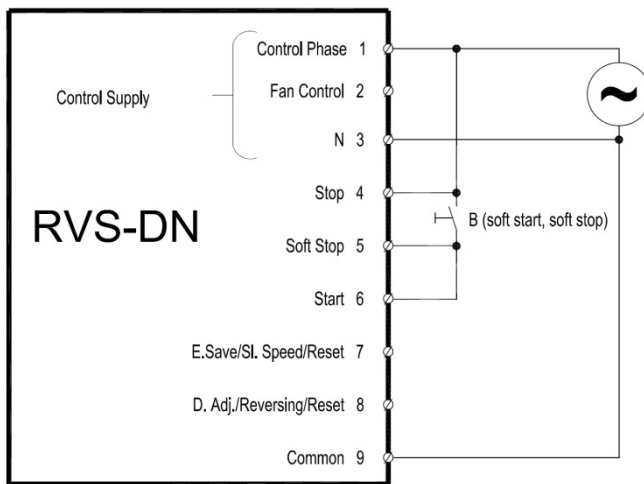 Control Phase 1
Fan Control 2
Control Supply
N 3
Stop 4
B (soft start, soft stop)
RVS-DN
Soft Stop 5
Start 6
E.Save/Sl. Speed/Reset 7
D. Adj./Reversing/Reset 8
Common 9